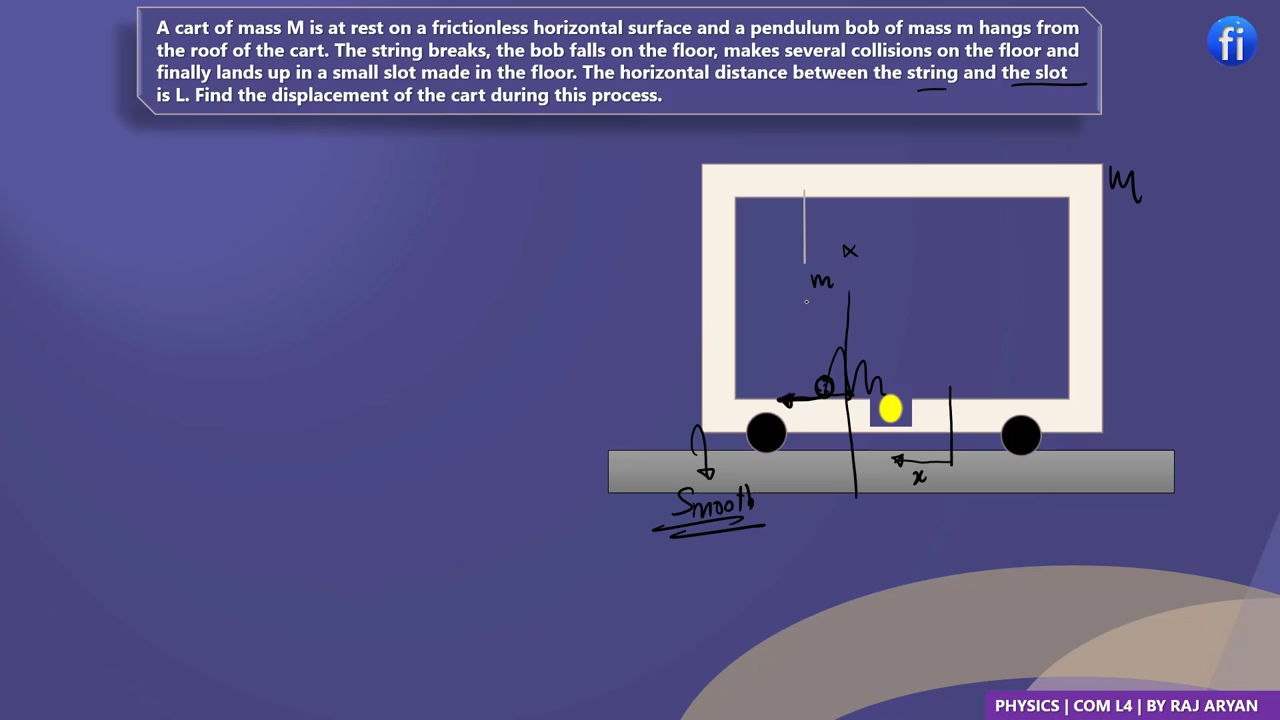 A cart of mass M is at rest on a frictionless horizontal surface and a pendulum bob of mass m hangs from
the roof of the cart. The string breaks, the bob falls on the floor, makes several collisions on the floor and
finally lands up in a small slot made in the floor. The horizontal distance between the string and the slot
is L. Find the displacement of the cart during this process.
fi
M
m
x
Smooth
PHYSICS | COM L4 | BY RAJ ARYAN